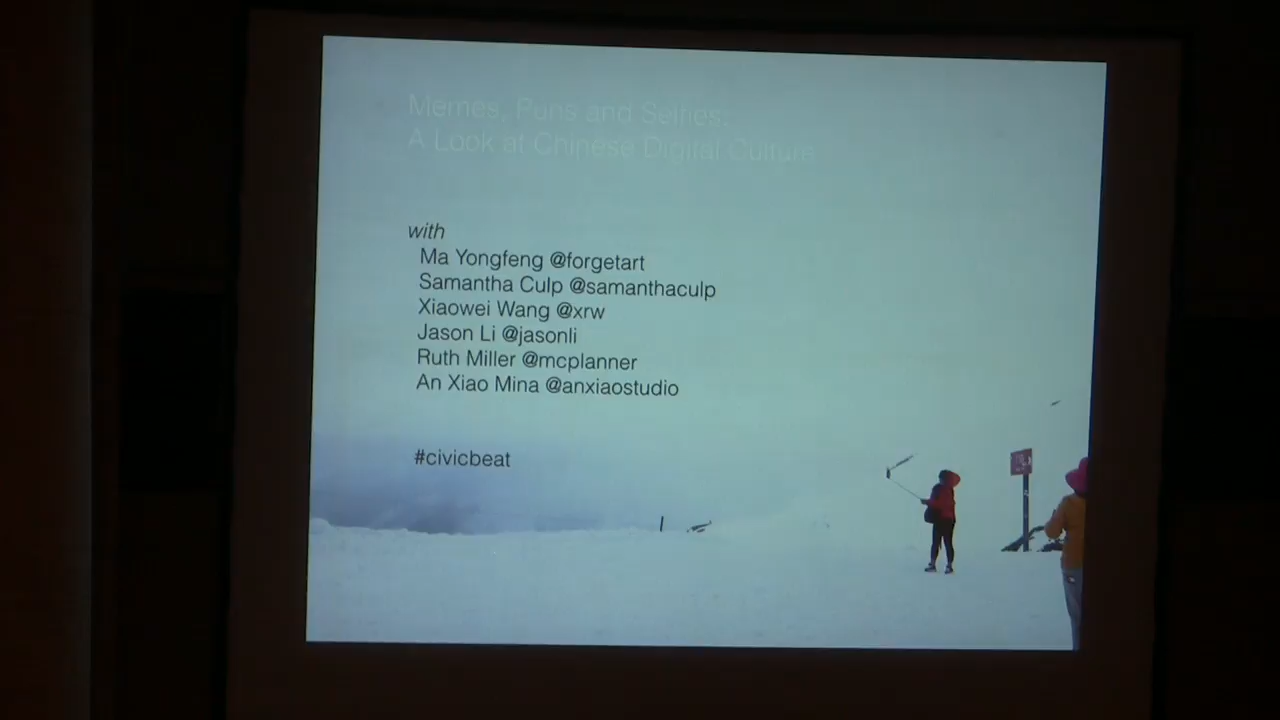 Memes, Puns and Selfies:
A Look at Chinese Digital Culture
with
Ma Yongfeng @forgetart
Samantha Culp @samanthaculp
Xiaowei Wang @xrw
Jason Li @jasonli
Ruth Miller @mcplanner
An Xiao Mina @anxiaostudio
#civicbeat